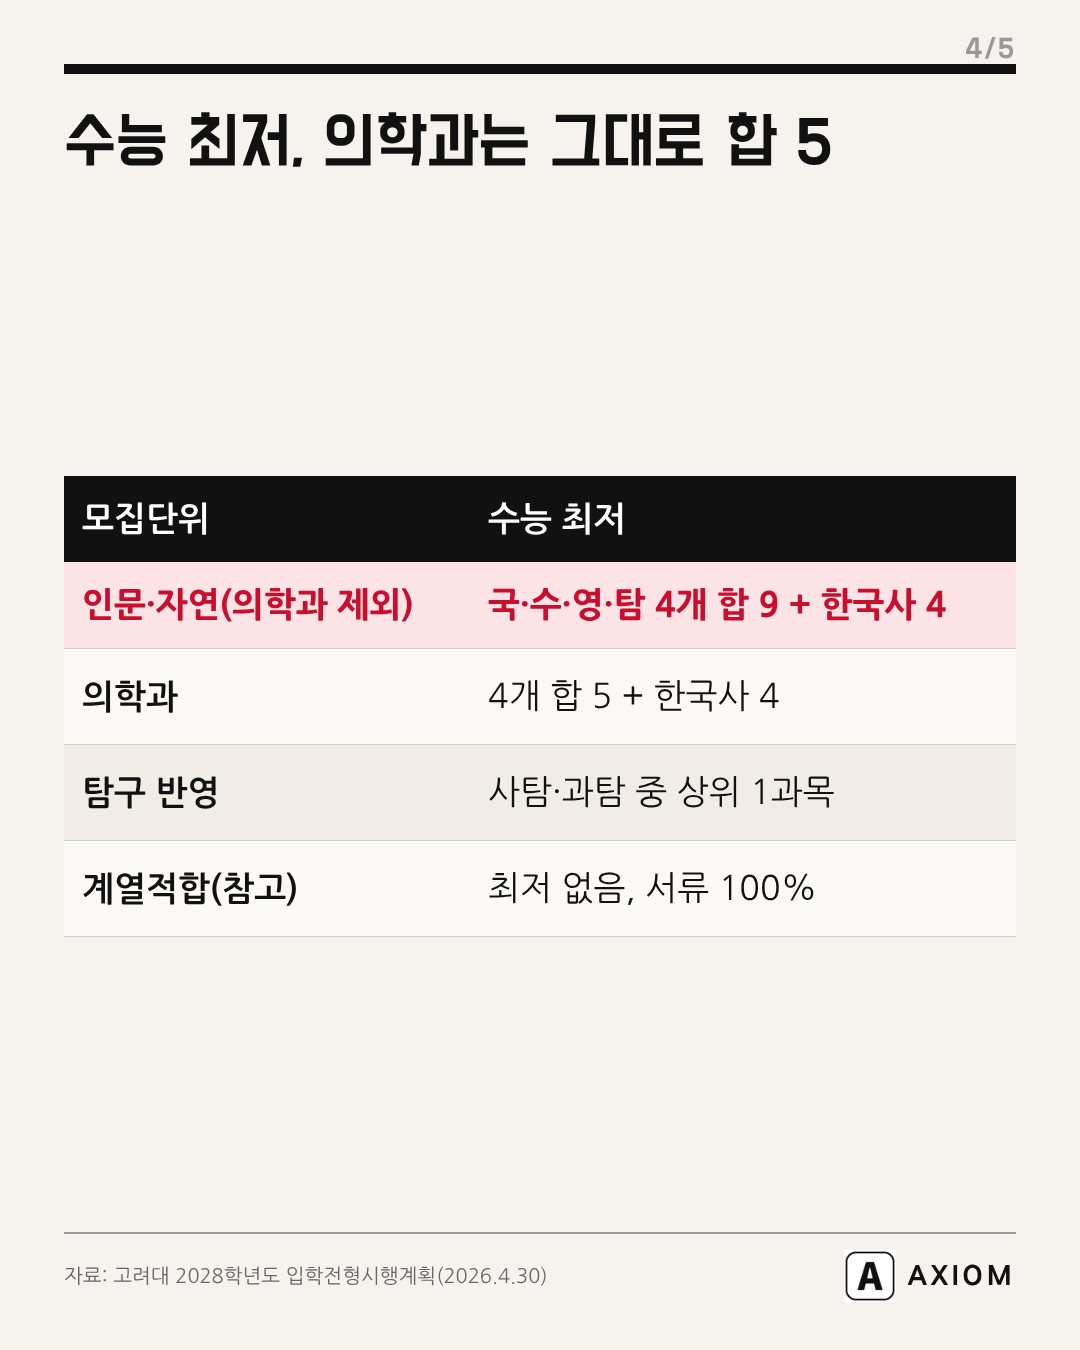 4/5
수능 최저, 의학과는 그대로 합 5
모집단위 수능 최저
인문·자연(의학과 제외) 국·수·영·탐 4개 합 9 + 한국사 4
의학과 4개 합 5 + 한국사 4
탐구 반영 사탐·과탐 중 상위 1과목
계열적합(참고) 최저 없음, 서류 100%
자료: 고려대 2028학년도 입학전형시행계획(2026.4.30)
A AXIOM